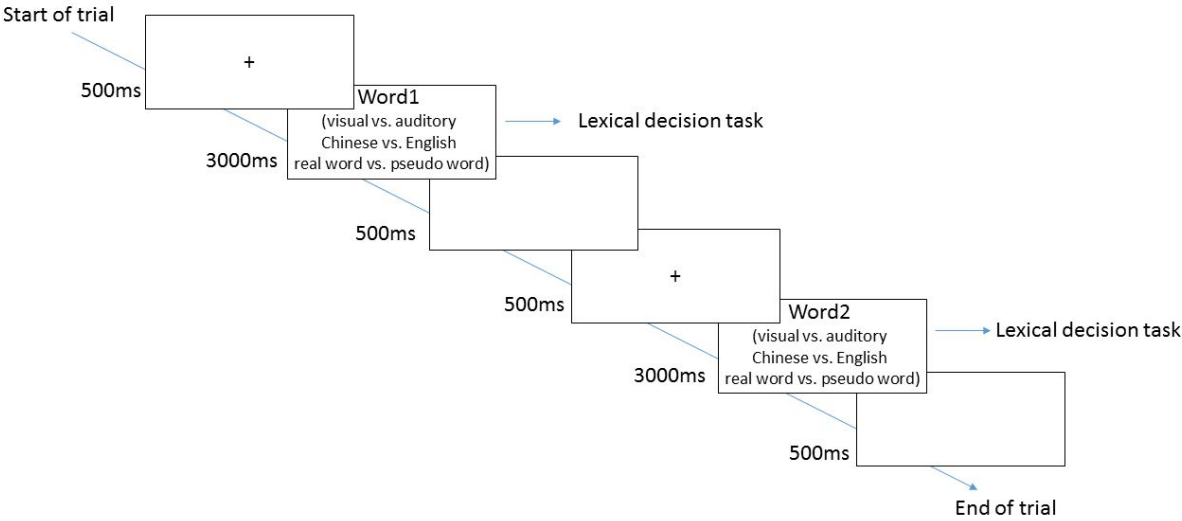 Start of trial
+
500ms
Word1
(visual vs. auditory
Chinese vs. English
real word vs. pseudo word)
Lexical decision task
3000ms
500ms
+
500ms
Word2
(visual vs. auditory
Chinese vs. English
real word vs. pseudo word)
Lexical decision task
3000ms
500ms
End of trial